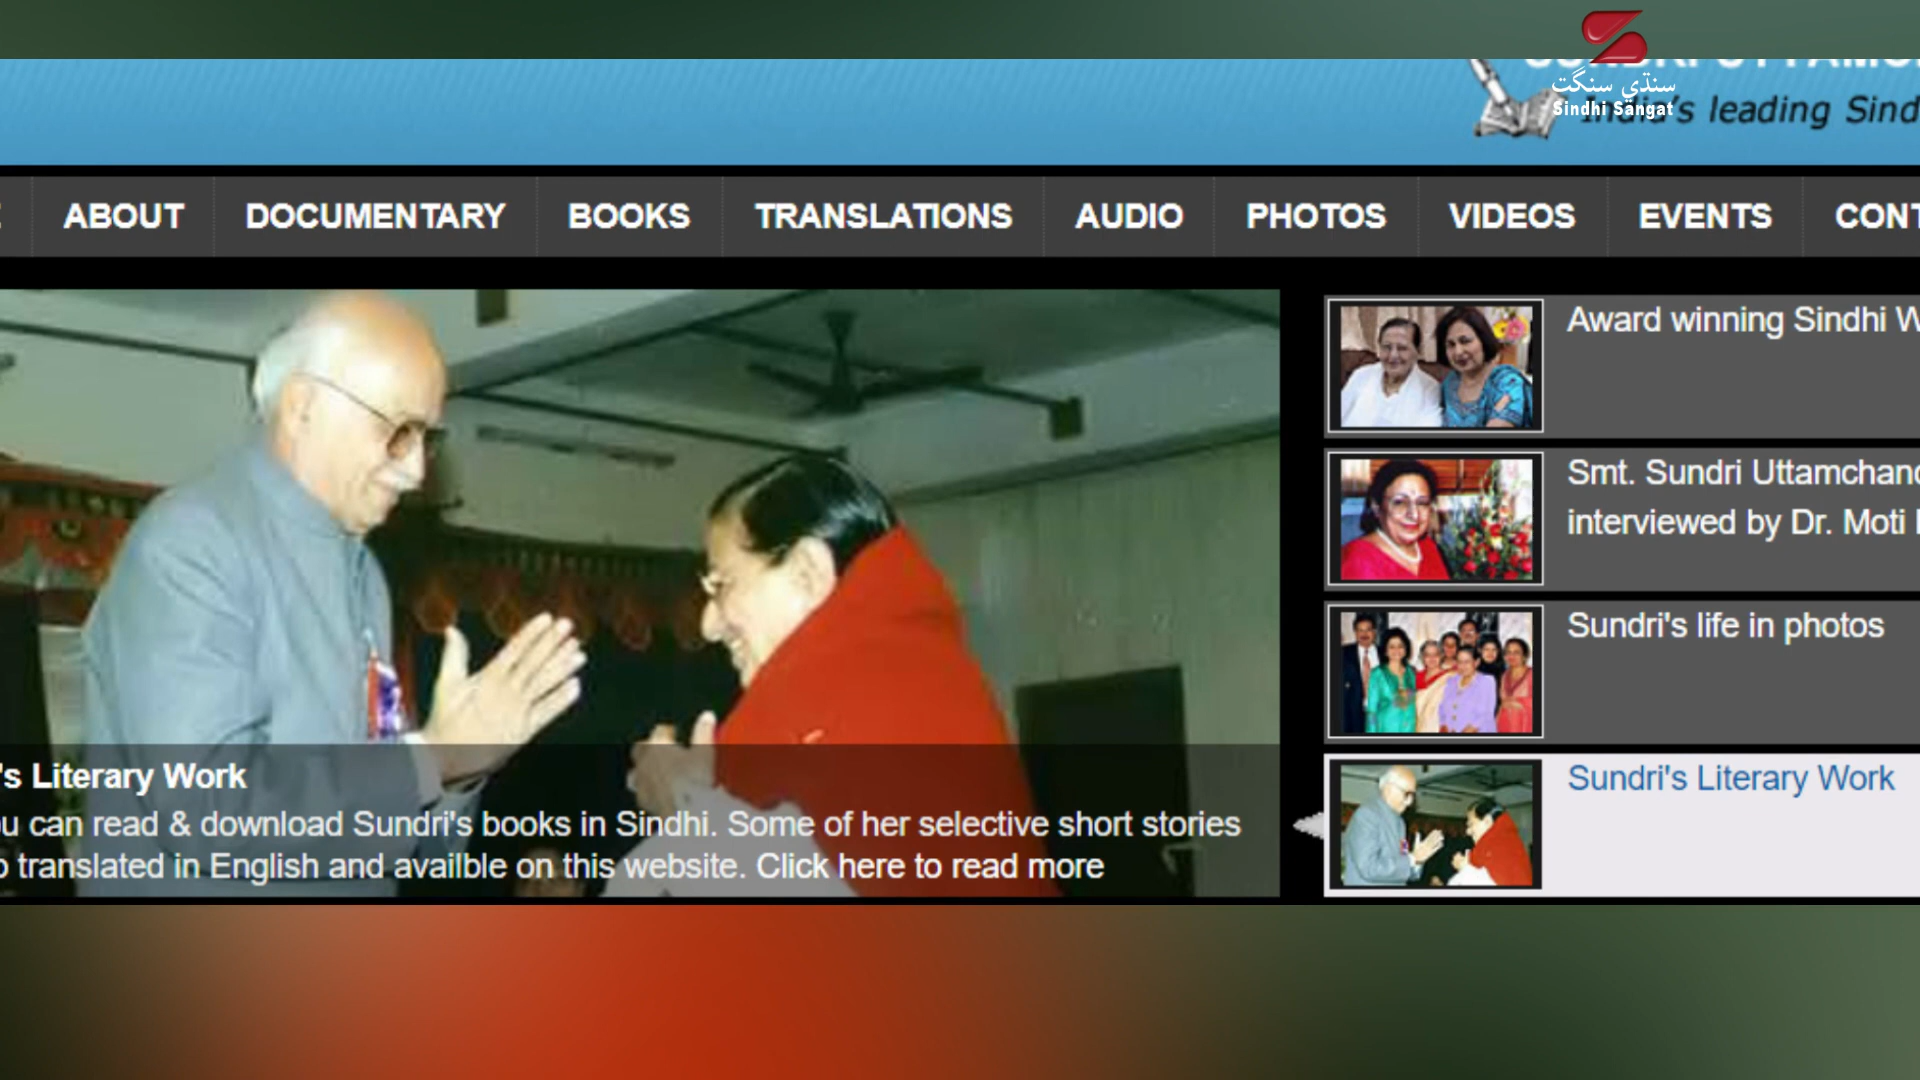 سنڌي سنگت
Sindhi Sangat
India's leading Sind
ABOUT DOCUMENTARY BOOKS TRANSLATIONS AUDIO PHOTOS VIDEOS EVENTS CONT
Award winning Sindhi W
Smt. Sundri Uttamchand
interviewed by Dr. Moti
Sundri's life in photos
Sundri's Literary Work
's Literary Work
u can read & download Sundri's books in Sindhi. Some of her selective short stories
translated in English and availble on this website. Click here to read more